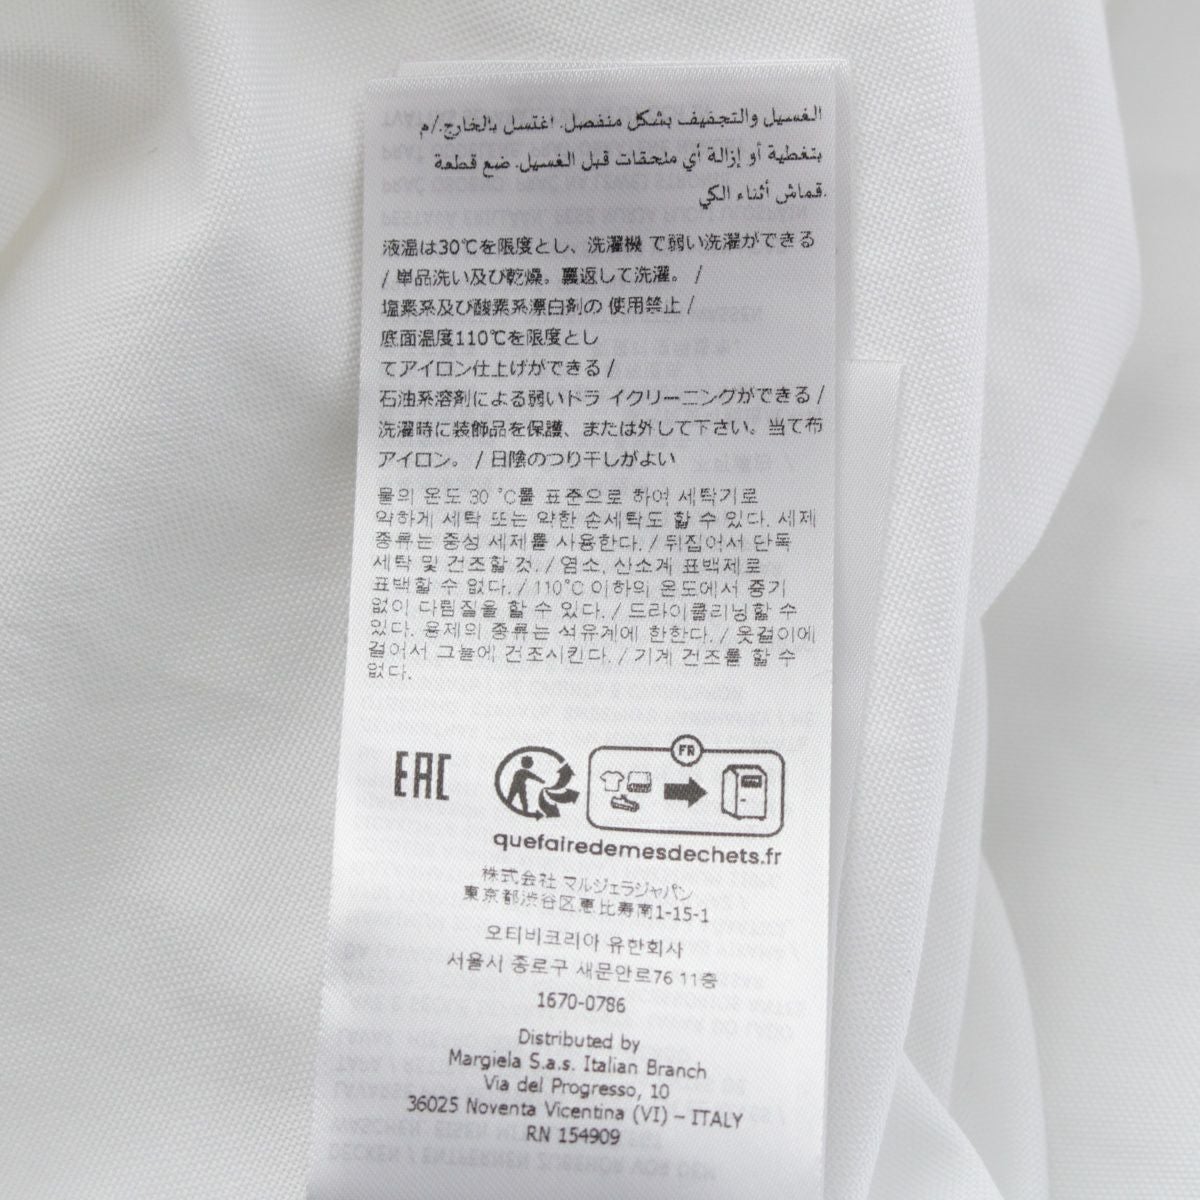 الغسيل والتجفيف بشكل منفصل. اغتسل بالخارج./م
بتغطية أو إزالة أي ملحقات قبل الغسيل. ضع قطعة
قماش أثناء الكي.
液温は30℃を限度とし、洗濯機 で弱い洗濯ができる
/ 単品洗い及び乾燥。裏返して洗濯。 /
塩素系及び酸素系漂白剤の 使用禁止 /
底面温度110℃を限度とし
てアイロン仕上げができる /
石油系溶剤による弱いドラ イクリーニングができる /
洗濯時に装飾品を保護、または外して下さい。当て布
アイロン。 / 日陰のつり干しがよい
물의 온도 30 °C를 표준으로 하여 세탁기로
약하게 세탁 또는 약한 손세탁도 할 수 있다. 세제
종류는 중성 세제를 사용한다. / 뒤집어서 단독
세탁 및 건조할 것. / 염소, 산소계 표백제로
표백할 수 없다. / 110°C 이하의 온도에서 증기
없이 다림질을 할 수 있다. / 드라이클리닝할 수
있다. 용제의 종류는 석유계에 한한다. / 옷걸이에
걸어서 그늘에 건조시킨다. / 기계 건조를 할 수
없다.
EAC
FR
quefairedemesdechets.fr
株式会社 マルジェラジャパン
東京都渋谷区恵比寿南1-15-1
오티비코리아 유한회사
서울시 종로구 새문안로76 11층
1670-0786
Distributed by
Margiela S.a.s. Italian Branch
Via del Progresso, 10
36025 Noventa Vicentina (VI) – ITALY
RN 154909